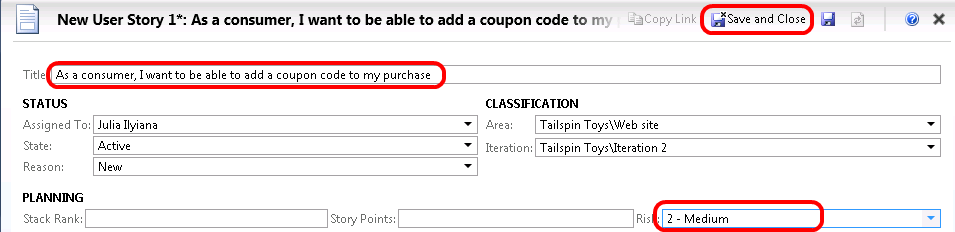 New User Story 1*: As a consumer, I want to be able to add a coupon code to my Copy Link Save and Close
Title: As a consumer, I want to be able to add a coupon code to my purchase
STATUS CLASSIFICATION
Assigned To: Julia Ilyiana Area: Tailspin Toys\Web site
State: Active Iteration: Tailspin Toys\Iteration 2
Reason: New
PLANNING
Stack Rank: Story Points: Risk: 2 - Medium